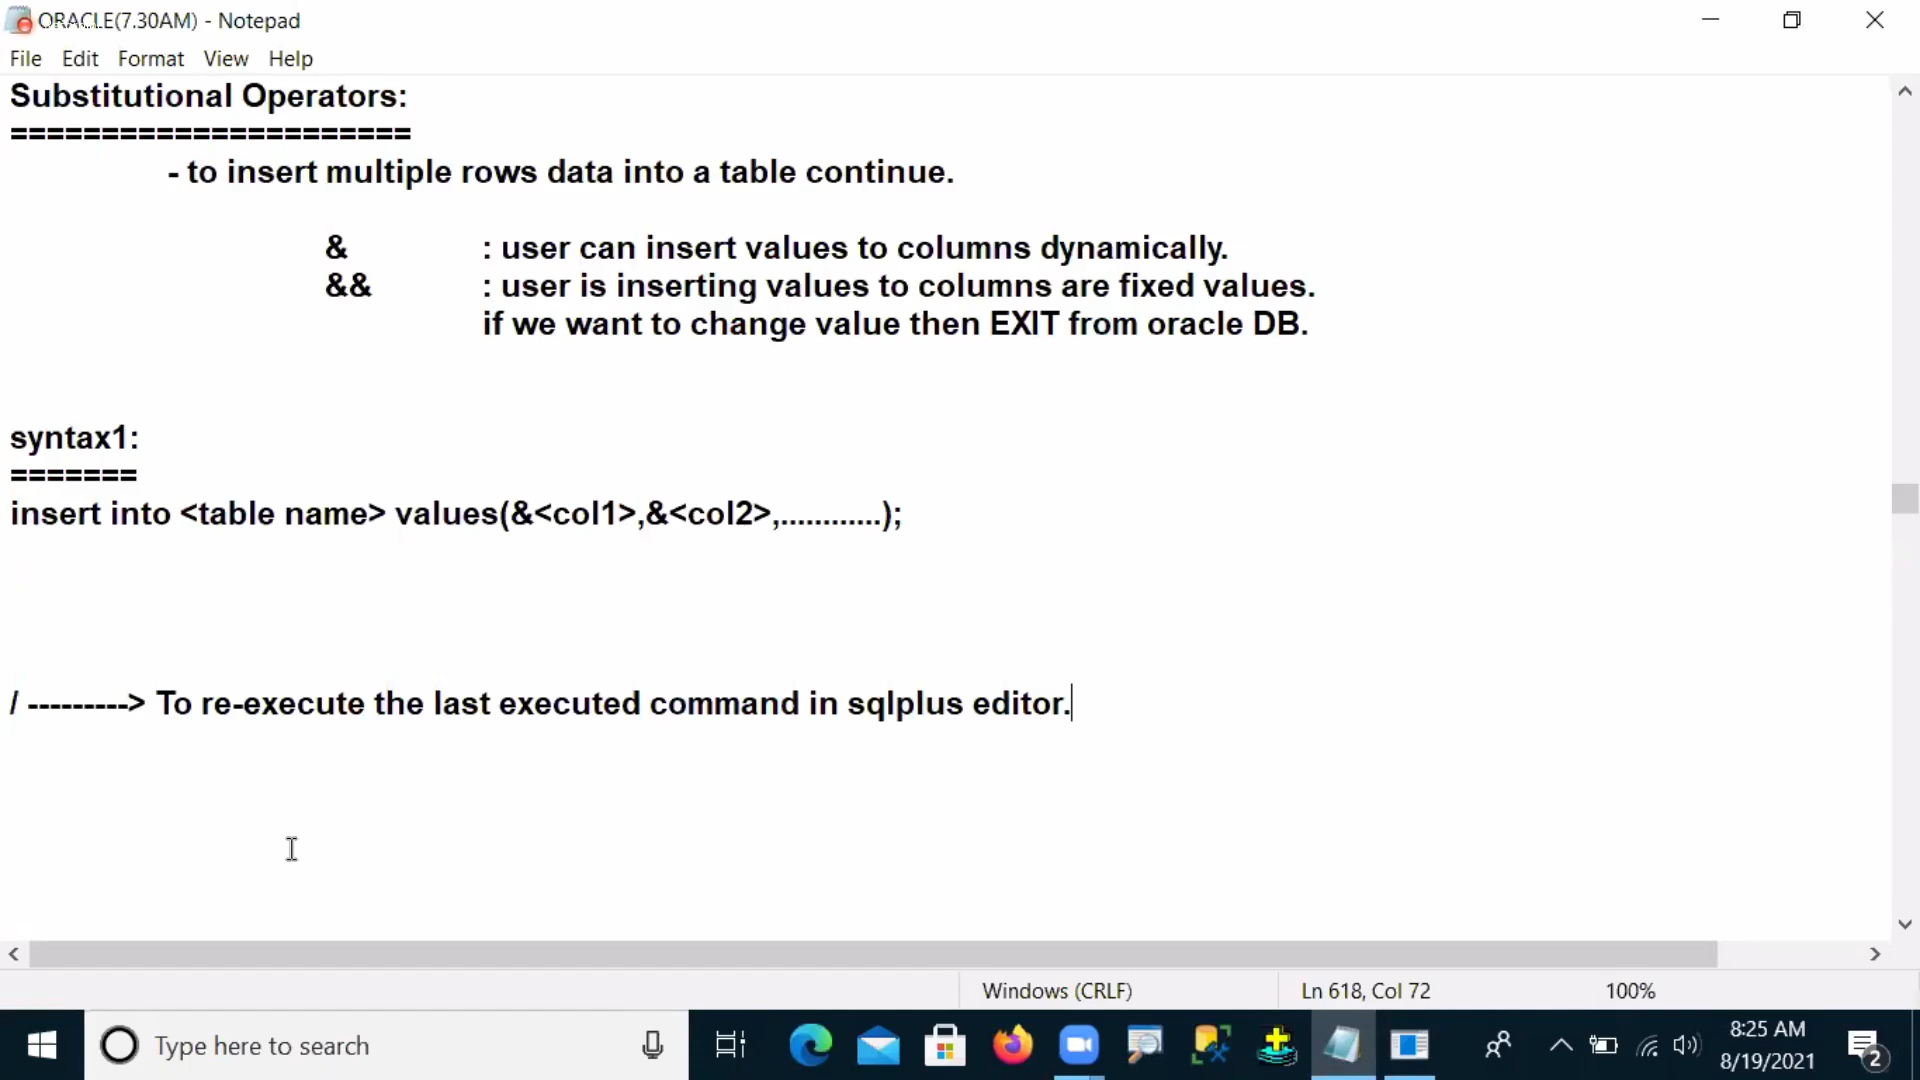 ORACLE(7.30AM) - Notepad
File Edit Format View Help
Substitutional Operators:
======================
- to insert multiple rows data into a table continue.
& : user can insert values to columns dynamically.
&& : user is inserting values to columns are fixed values.
if we want to change value then EXIT from oracle DB.
syntax1:
=======
insert into <table name> values(&<col1>,&<col2>,............);
/ ---------> To re-execute the last executed command in sqlplus editor.
Windows (CRLF) Ln 618, Col 72 100%
Type here to search
8:25 AM
8/19/2021
2